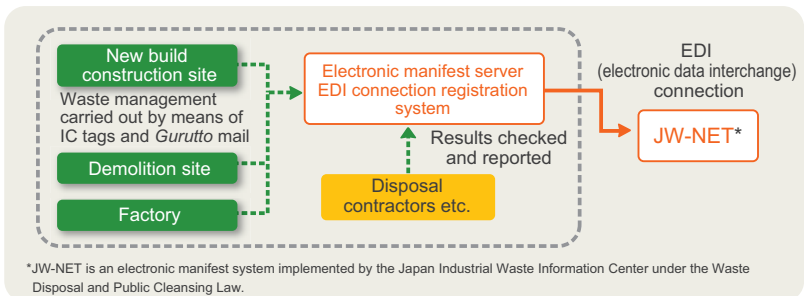 New build
construction site
Waste management
carried out by means of
IC tags and Gurutto mail
Demolition site
Factory
Electronic manifest server
EDI connection registration
system
Results checked
and reported
Disposal
contractors etc.
EDI
(electronic data interchange)
connection
JW-NET*
*JW-NET is an electronic manifest system implemented by the Japan Industrial Waste Information Center under the Waste
Disposal and Public Cleansing Law.